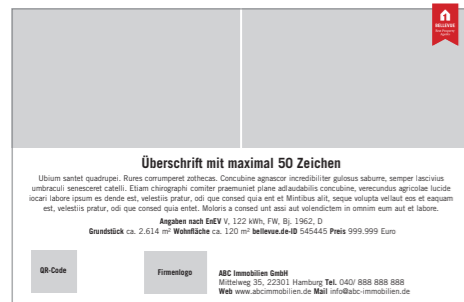 BELLEVUE
Best Property
Agents
Überschrift mit maximal 50 Zeichen
Ubium santet quadrupei. Rures corrumperet zothecas. Concubine agnascor incredibiliter gulosus saburre, semper lascivius
umbraculi senesceret catelli. Etiam chirographi comiter praemuniet plane adlaudabilis concubine, verecundus agricolae lucide
iocari labore ipsum es dende est, velestiis pratur, odi que consed quia ent et Mintibus alit, seque volupta vellaut eos et eaquam
est, velestiis pratur, odi que consed quia entet. Moloris a consed unt assi aut volendictem in omnim eum aut et labore.
Angaben nach EnEV V, 122 kWh, FW, Bj. 1962, D
Grundstück ca. 2.614 m² Wohnfläche ca. 120 m² bellevue.de-ID 545445 Preis 999.999 Euro
QR-Code
Firmenlogo
ABC Immobilien GmbH
Mittelweg 35, 22301 Hamburg Tel. 040/ 888 888 888
Web www.abcimmobilien.de Mail info@abc-immobilien.de